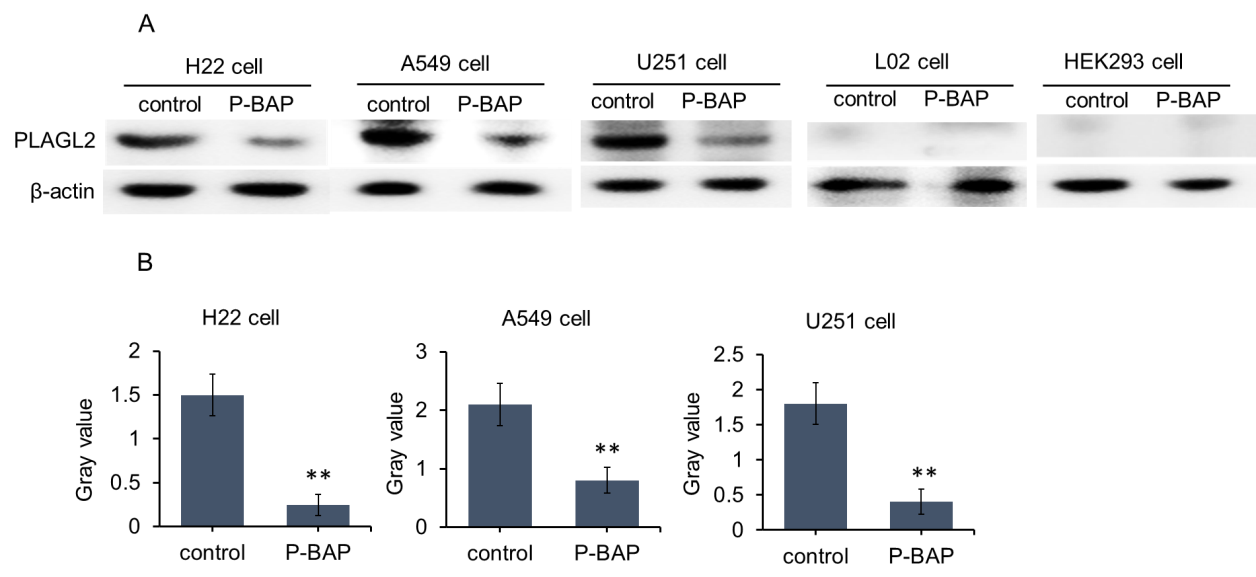 A
H22 cell
A549 cell
U251 cell
L02 cell
HEK293 cell
control P-BAP
control P-BAP
control P-BAP
control P-BAP
control P-BAP
PLAGL2
β-actin
B
H22 cell
Gray value
2
1.5
1
0.5
0
**
control P-BAP
A549 cell
Gray value
3
2
1
0
**
control P-BAP
U251 cell
Gray value
2.5
2
1.5
1
0.5
0
**
control P-BAP